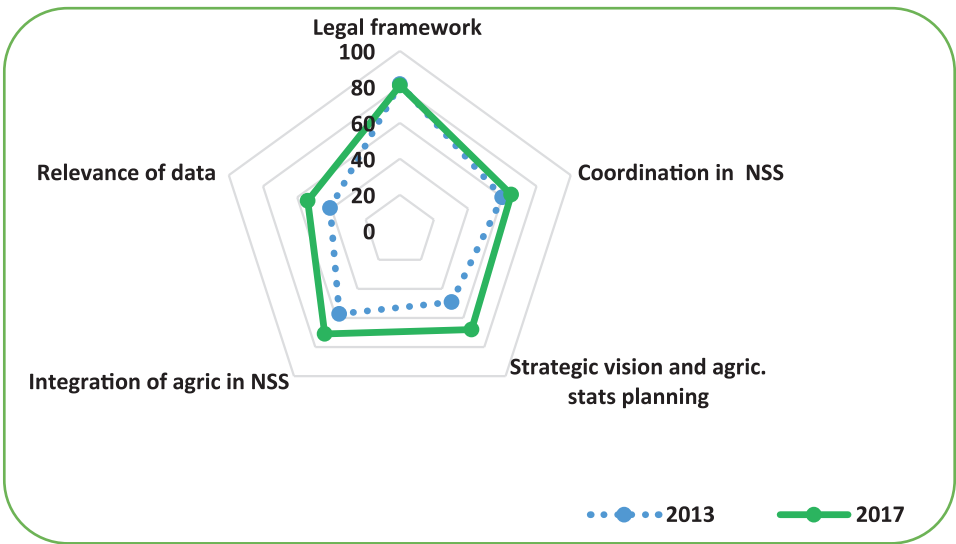 Legal framework
100
80
60
40
20
0
Relevance of data
Coordination in  NSS
Integration of agric in NSS
Strategic vision and agric.
stats planning
2013
2017